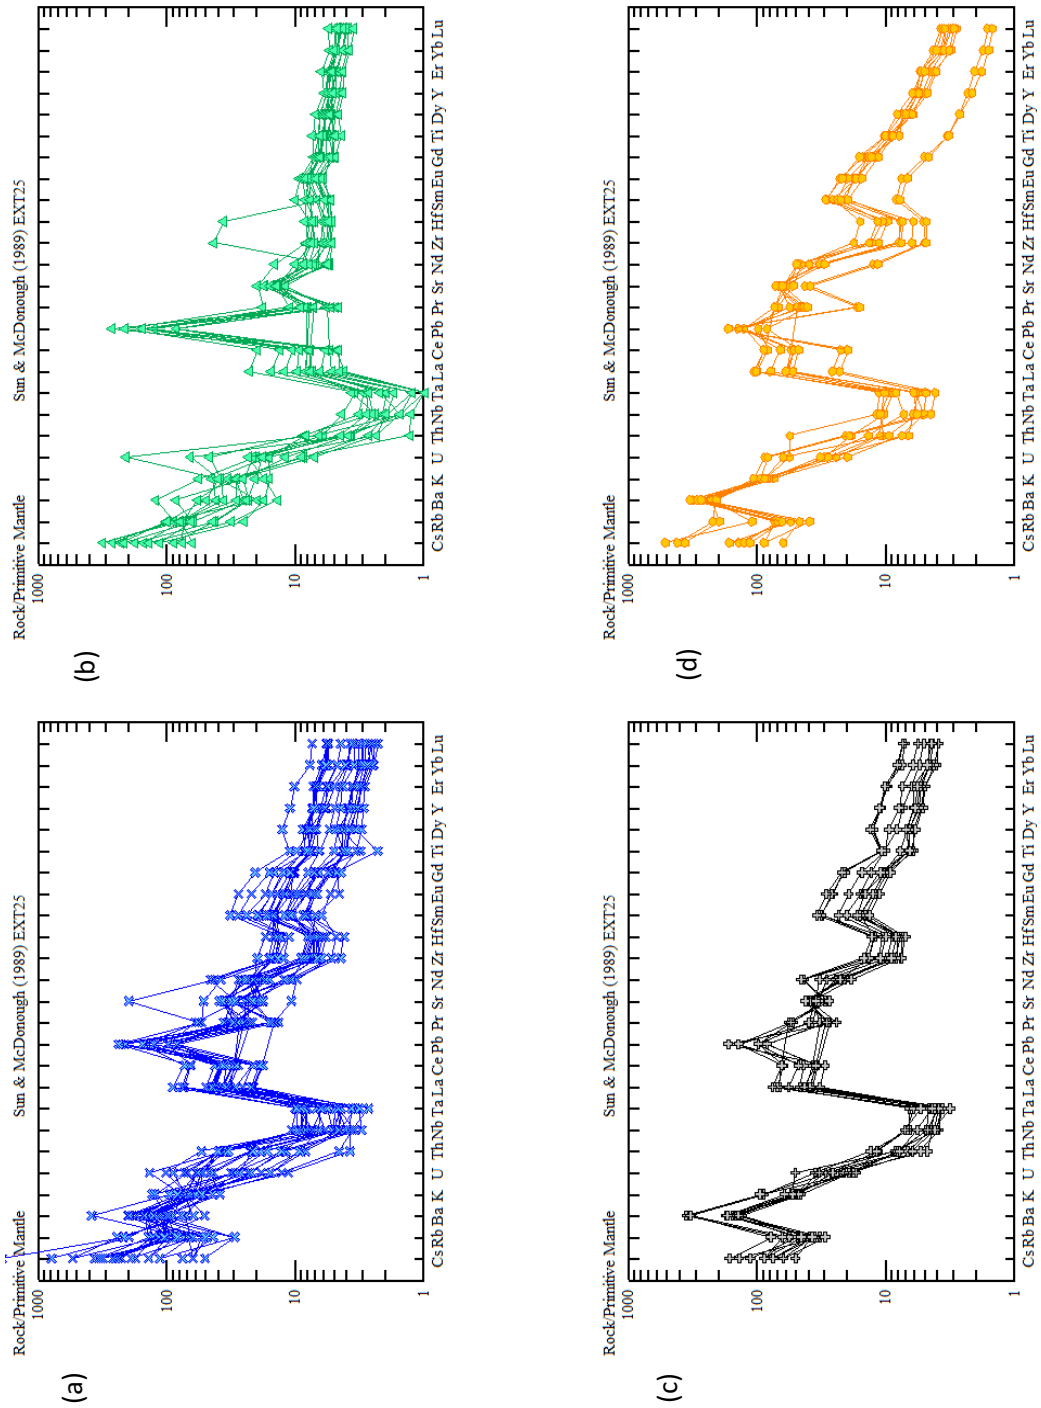 (a)
Rock/Primitive Mantle
Sun & McDonough (1989) EXT25
1000
100
10
1
Cs Rb Ba K U Th Nb Ta La Ce Pb Pr Sr Nd Zr Hf Sm Eu Gd Ti Dy Y Er Yb Lu
(b)
Rock/Primitive Mantle
Sun & McDonough (1989) EXT25
1000
100
10
1
Cs Rb Ba K U Th Nb Ta La Ce Pb Pr Sr Nd Zr Hf Sm Eu Gd Ti Dy Y Er Yb Lu
(c)
Rock/Primitive Mantle
Sun & McDonough (1989) EXT25
1000
100
10
1
Cs Rb Ba K U Th Nb Ta La Ce Pb Pr Sr Nd Zr Hf Sm Eu Gd Ti Dy Y Er Yb Lu
(d)
Rock/Primitive Mantle
Sun & McDonough (1989) EXT25
1000
100
10
1
Cs Rb Ba K U Th Nb Ta La Ce Pb Pr Sr Nd Zr Hf Sm Eu Gd Ti Dy Y Er Yb Lu